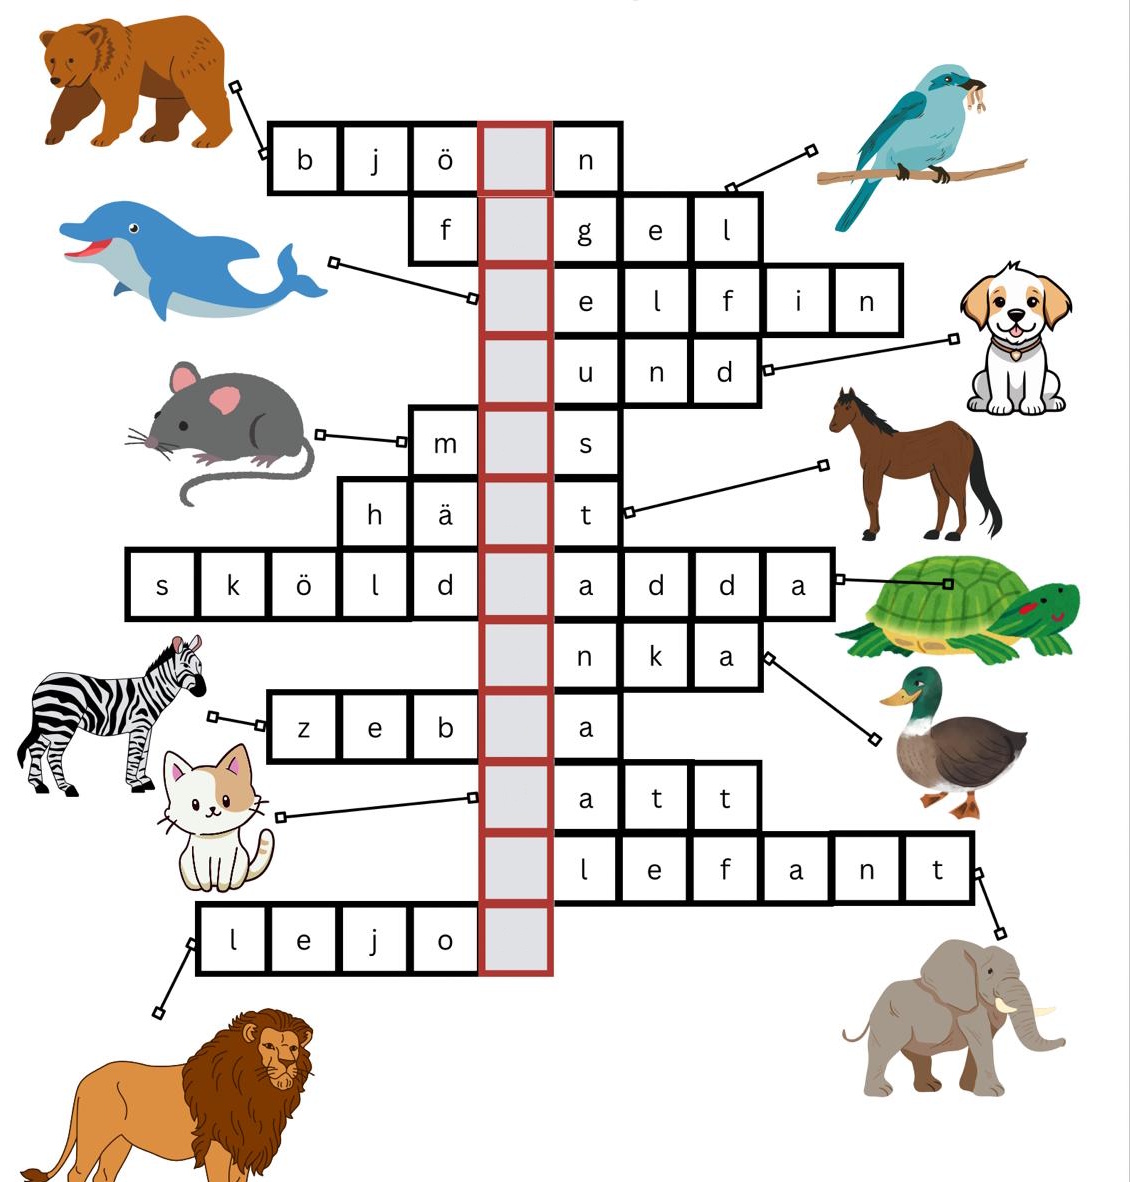 b j ö n
f g e l
e l f i n
u n d
m s
h ä t
s k ö l d a d d a
n k a
z e b a
a t t
l e f a n t
l e j o